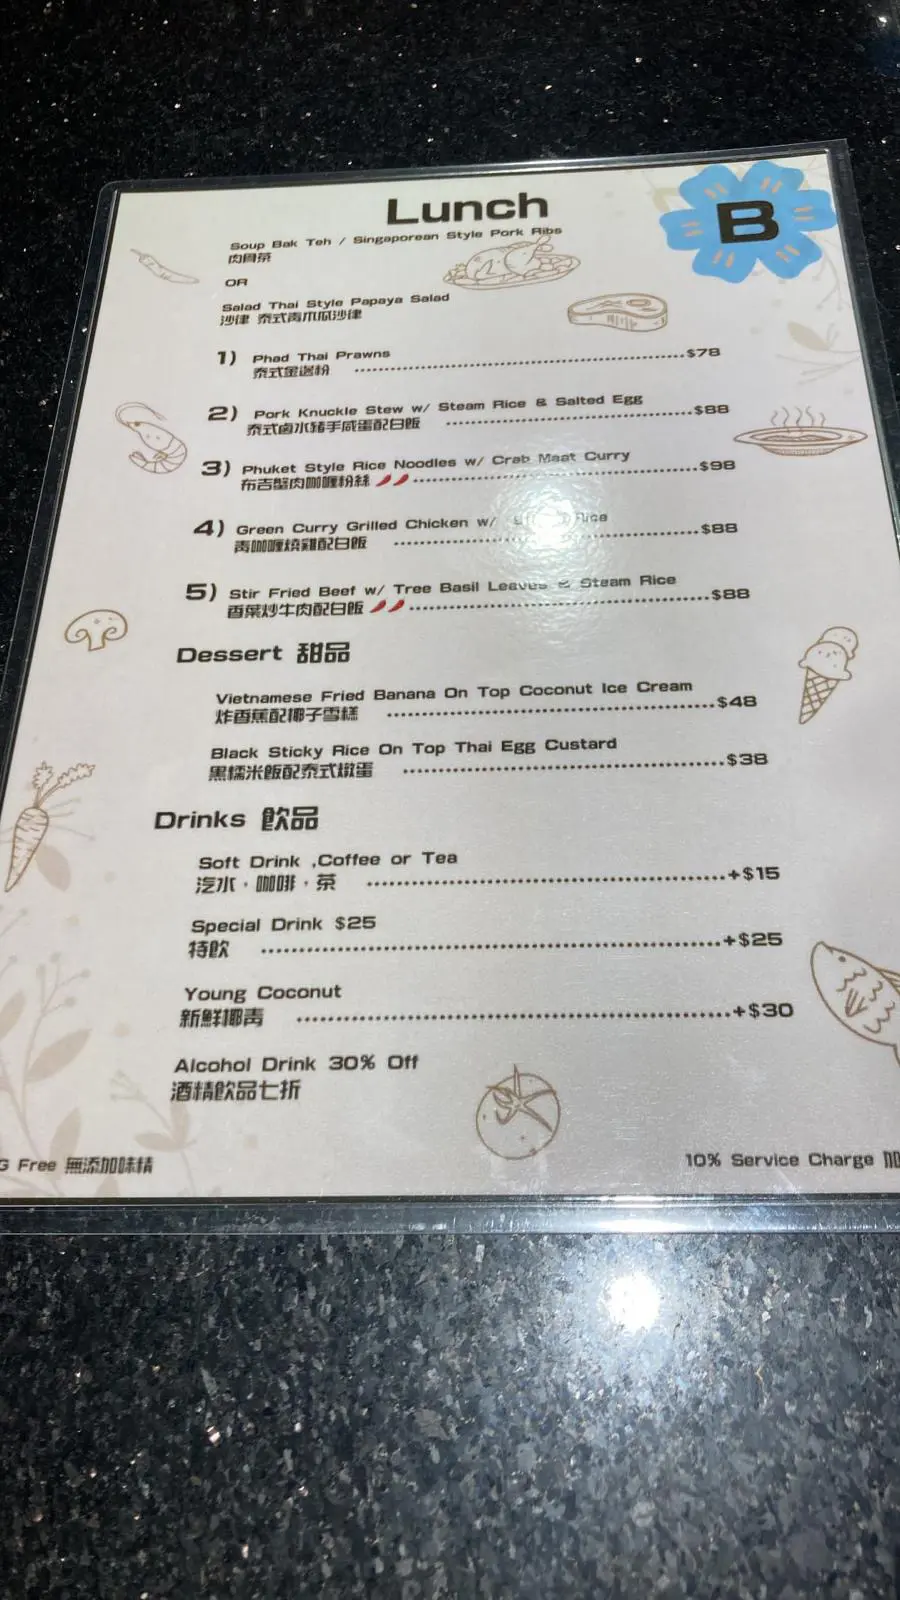 Lunch
B
Soup Bak Teh / Singaporean Style Pork Ribs
肉骨茶
OR
Salad Thai Style Papaya Salad
沙律 泰式青木瓜沙律
1) Phad Thai Prawns
泰式金邊粉 $78
2) Pork Knuckle Stew w/ Steam Rice & Salted Egg
泰式鹵水豬手咸蛋配白飯 $88
3) Phuket Style Rice Noodles w/ Crab Meat Curry
布吉蟹肉咖喱粉絲 $98
4) Green Curry Grilled Chicken w/ Rice
青咖喱燒雞配白飯 $88
5) Stir Fried Beef w/ Tree Basil Leaves & Steam Rice
香葉炒牛肉配白飯 $88
Dessert 甜品
Vietnamese Fried Banana On Top Coconut Ice Cream
炸香蕉配椰子雪糕 $48
Black Sticky Rice On Top Thai Egg Custard
黑糯米飯配泰式燉蛋 $38
Drinks 飲品
Soft Drink ,Coffee or Tea
汽水，咖啡，茶 +$15
Special Drink $25
特飲 +$25
Young Coconut
新鮮椰青 +$30
Alcohol Drink 30% Off
酒精飲品七折
G Free 無添加味精
10% Service Charge 加